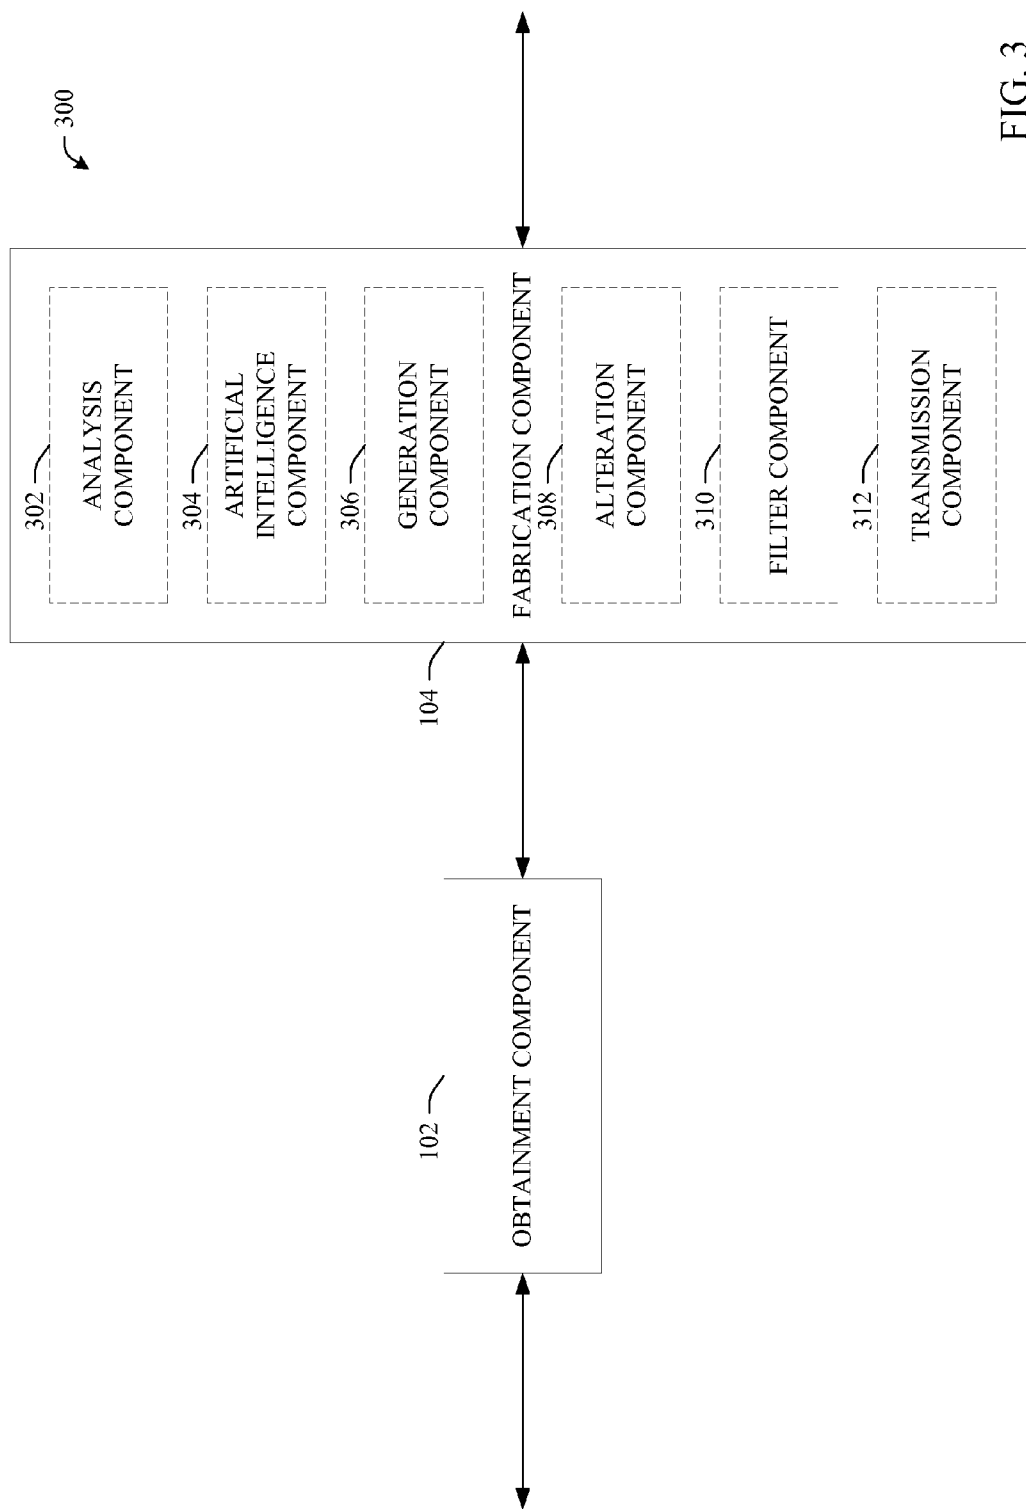 300
302
ANALYSIS
COMPONENT
304
ARTIFICIAL
INTELLIGENCE
COMPONENT
306
GENERATION
COMPONENT
104
FABRICATION COMPONENT
102
OBTAINMENT COMPONENT
308
ALTERATION
COMPONENT
310
FILTER COMPONENT
312
TRANSMISSION
COMPONENT
FIG. 3